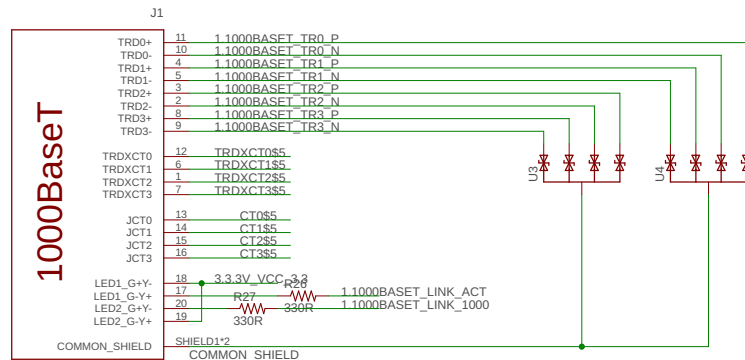 J1
1000BaseT
TRD0+ 11 1.1000BASET_TR0_P
TRD0- 10 1.1000BASET_TR0_N
TRD1+ 4 1.1000BASET_TR1_P
TRD1- 5 1.1000BASET_TR1_N
TRD2+ 3 1.1000BASET_TR2_P
TRD2- 2 1.1000BASET_TR2_N
TRD3+ 8 1.1000BASET_TR3_P
TRD3- 9 1.1000BASET_TR3_N
TRDXCT0 12 TRDXCT0$5
TRDXCT1 6 TRDXCT1$5
TRDXCT2 1 TRDXCT2$5
TRDXCT3 7 TRDXCT3$5
U3 U4
JCT0 13 CT0$5
JCT1 14 CT1$5
JCT2 15 CT2$5
JCT3 16 CT3$5
LED1_G+Y- 18 3.3.3V_VCC_3.3
R26
LED1_G-Y+ 17 1.1000BASET_LINK_ACT
R27 330R
LED2_G+Y- 20 1.1000BASET_LINK_1000
LED2_G-Y+ 19 330R
COMMON_SHIELD SHIELD1*2
COMMON_SHIELD